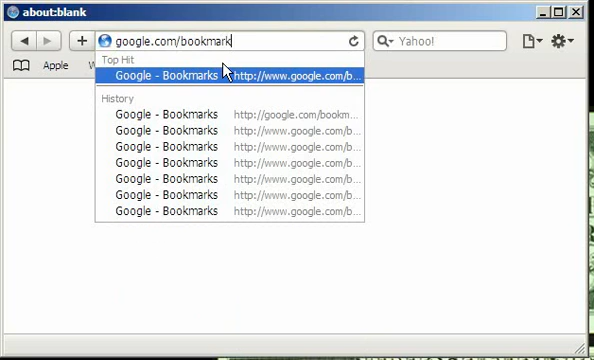 about:blank
google.com/bookmark
Yahoo!
Top Hit
Apple
Google - Bookmarks http://www.google.com/b...
History
Google - Bookmarks http://google.com/bookm...
Google - Bookmarks http://www.google.com/b...
Google - Bookmarks http://www.google.com/b...
Google - Bookmarks http://www.google.com/b...
Google - Bookmarks http://www.google.com/b...
Google - Bookmarks http://www.google.com/b...
Google - Bookmarks http://www.google.com/b...